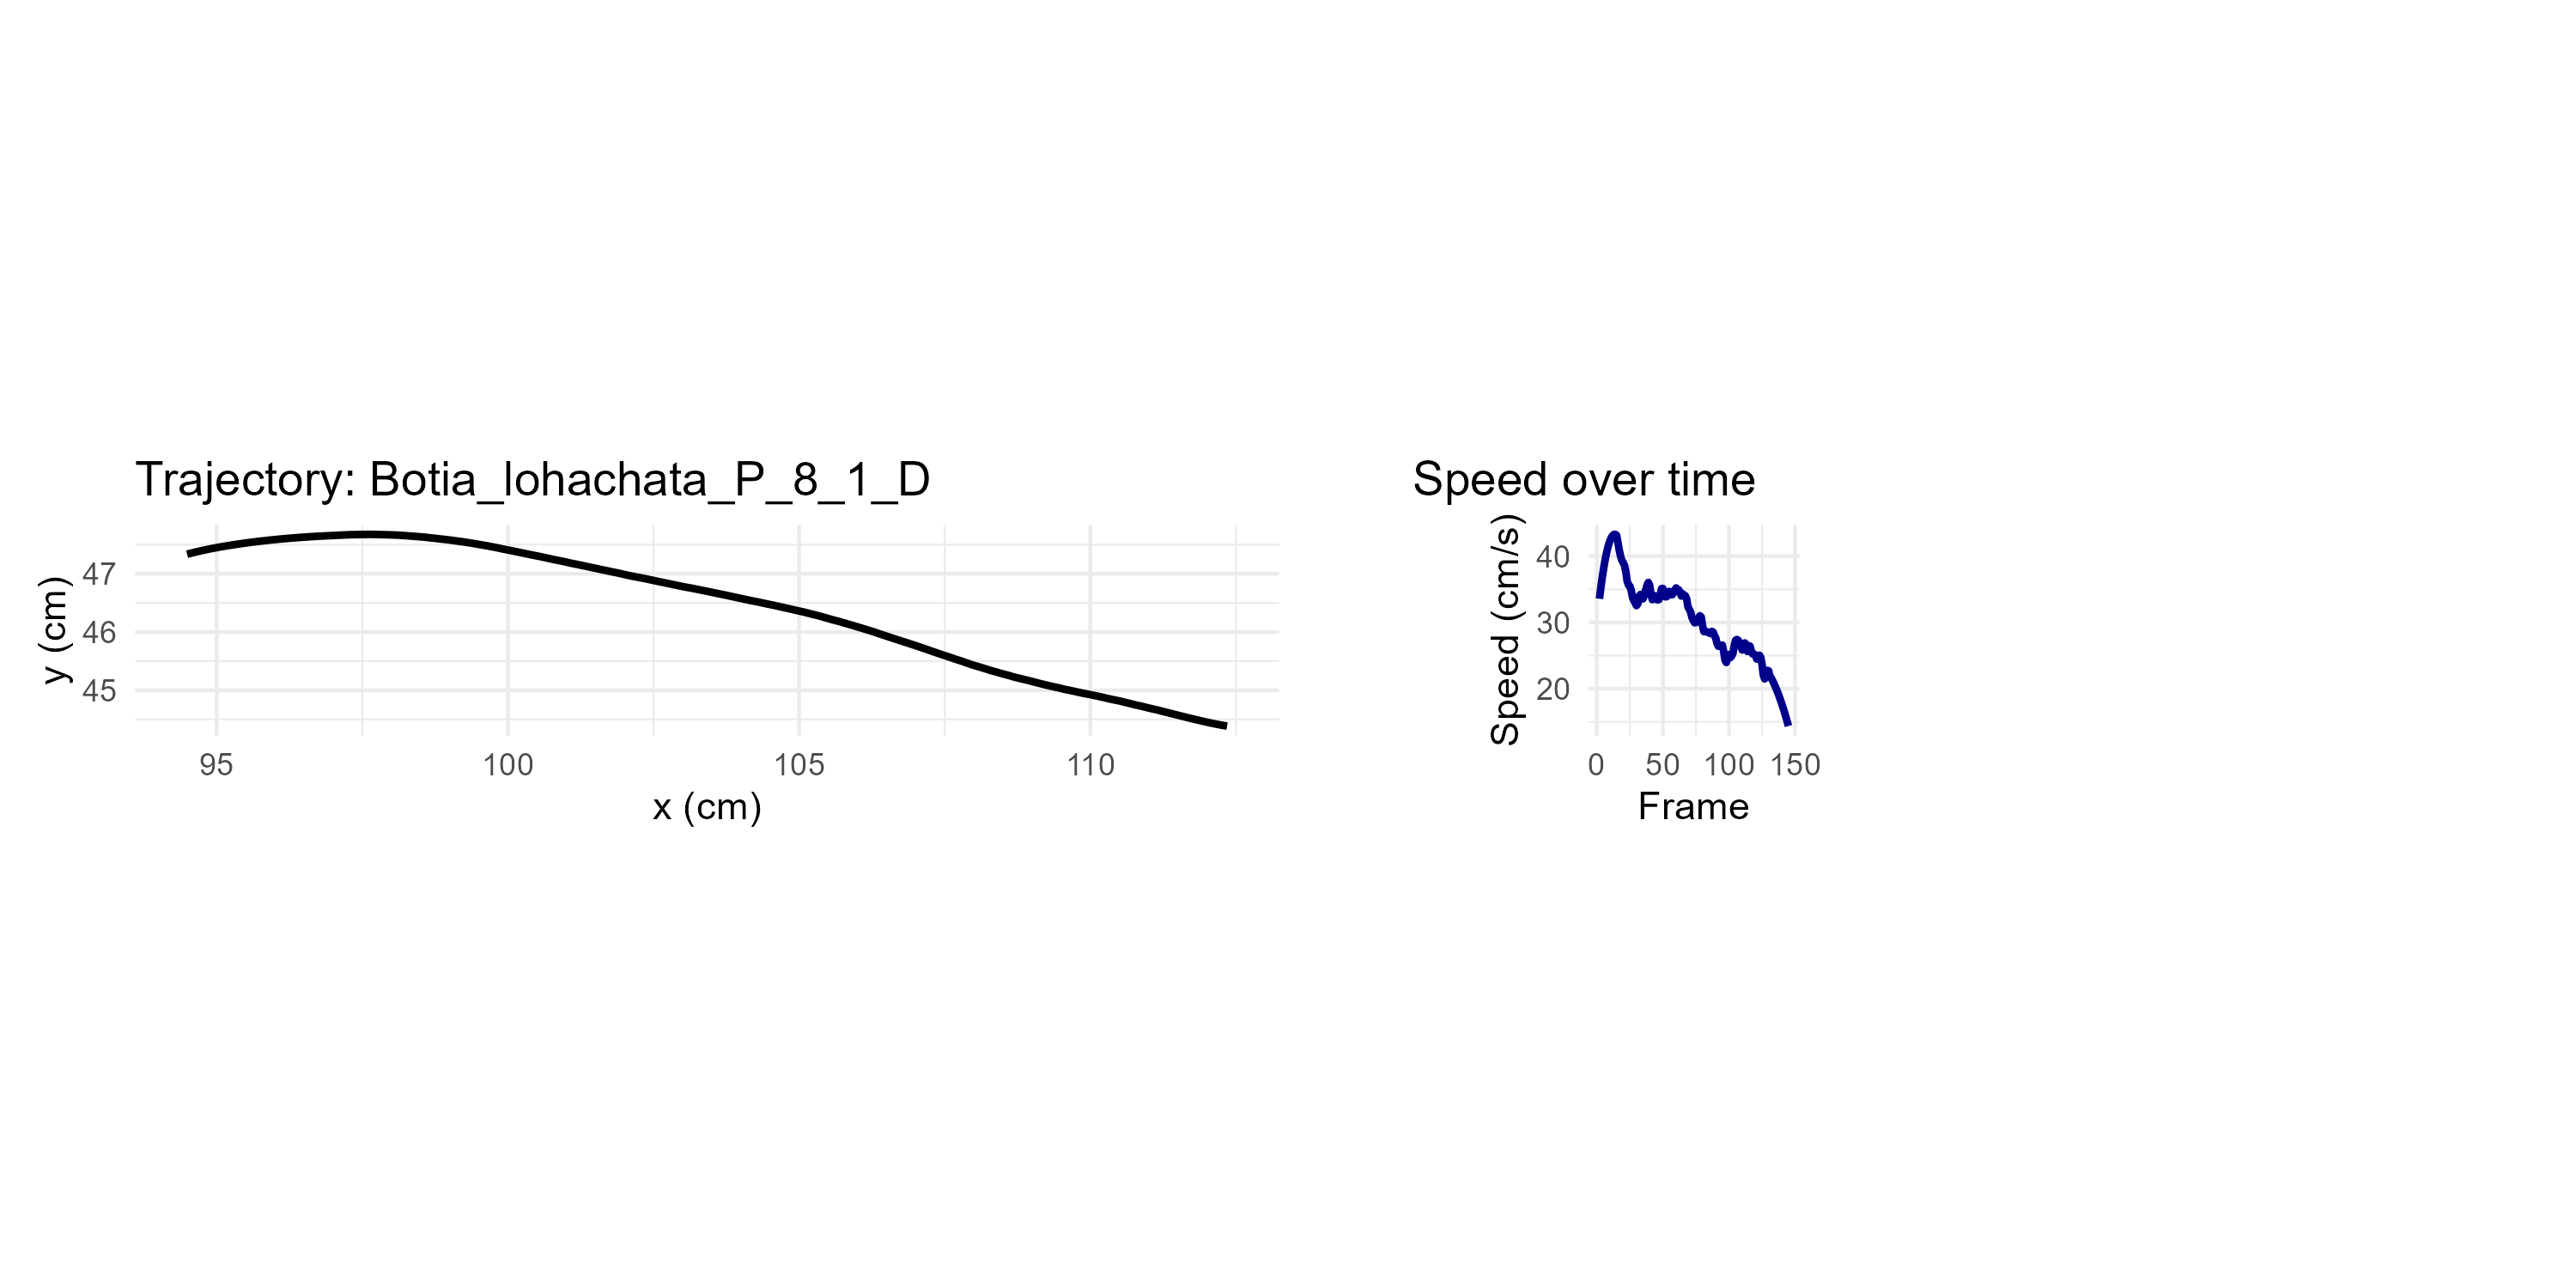 Trajectory: Botia_lohachata_P_8_1_D
y (cm)
47
46
45
95 100 105 110
x (cm)
Speed over time
Speed (cm/s)
40
30
20
0 50 100 150
Frame